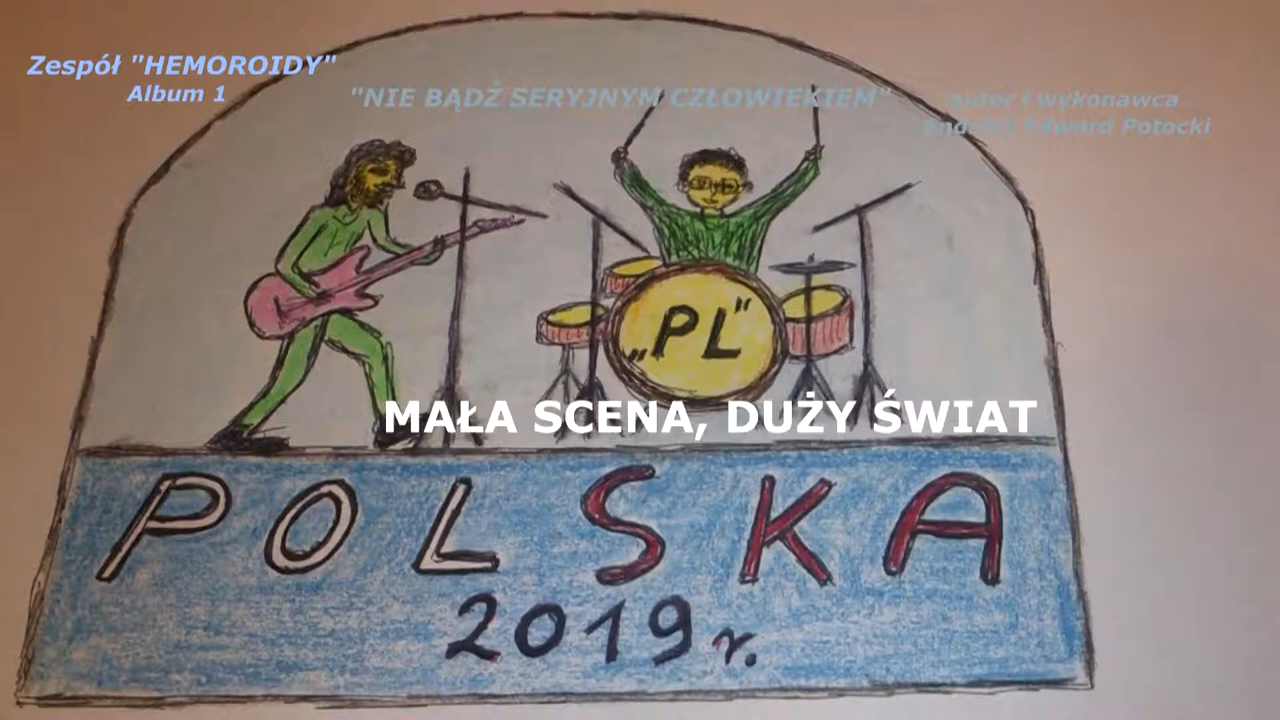 Zespół "HEMOROIDY"
Album 1
"NIE BĄDŹ SERYJNYM CZŁOWIEKIEM"
autor i wykonawca
Andrzej Edward Potocki
„PL”
MAŁA SCENA, DUŻY ŚWIAT
POLSKA
2019 r.